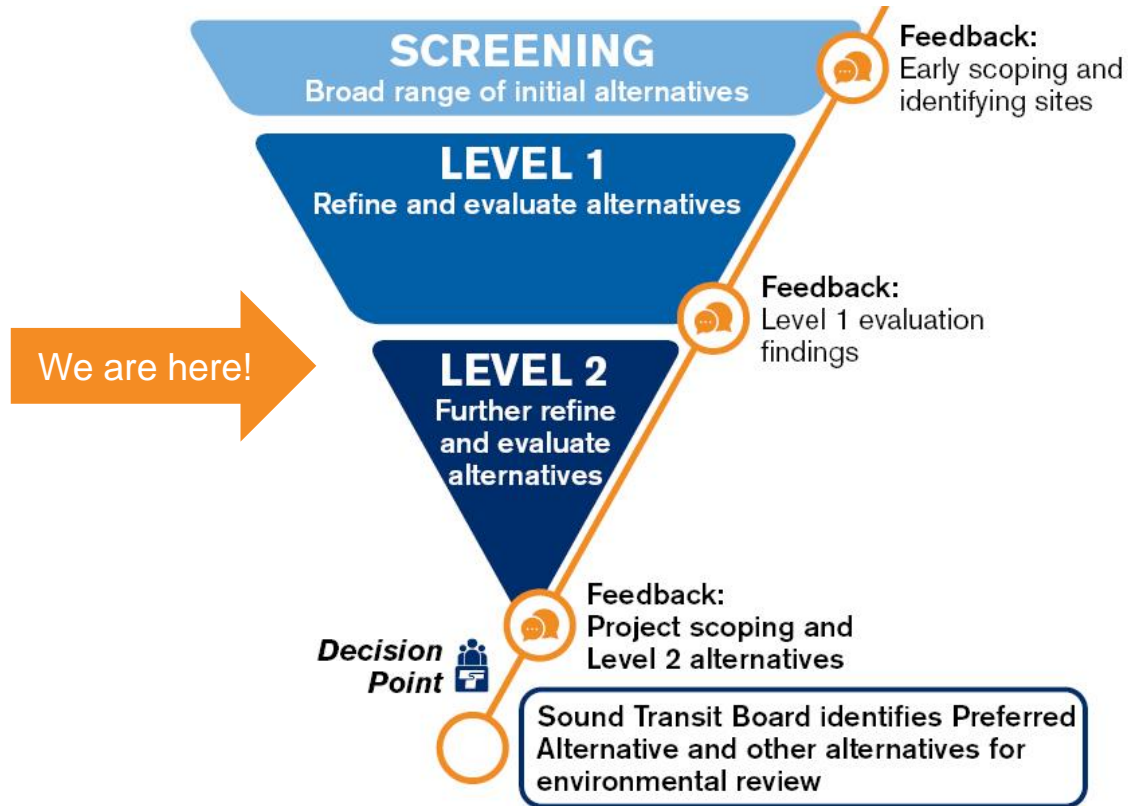 SCREENING
Broad range of initial alternatives
Feedback:
Early scoping and
identifying sites
LEVEL 1
Refine and evaluate alternatives
Feedback:
Level 1 evaluation
findings
We are here!
LEVEL 2
Further refine
and evaluate
alternatives
Feedback:
Project scoping and
Level 2 alternatives
Decision
Point
Sound Transit Board identifies Preferred
Alternative and other alternatives for
environmental review